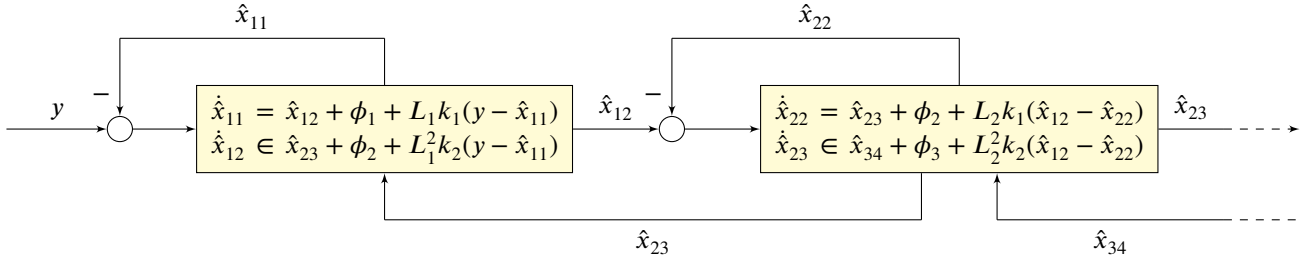 x̂₁₁
x̂₂₂
y
−
ẋ̂₁₁ = x̂₁₂ + ϕ₁ + L₁k₁(y − x̂₁₁)
ẋ̂₁₂ ∈ x̂₂₃ + ϕ₂ + L₁²k₂(y − x̂₁₁)
x̂₁₂
−
ẋ̂₂₂ = x̂₂₃ + ϕ₂ + L₂k₁(x̂₁₂ − x̂₂₂)
ẋ̂₂₃ ∈ x̂₃₄ + ϕ₃ + L₂²k₂(x̂₁₂ − x̂₂₂)
x̂₂₃
x̂₂₃
x̂₃₄